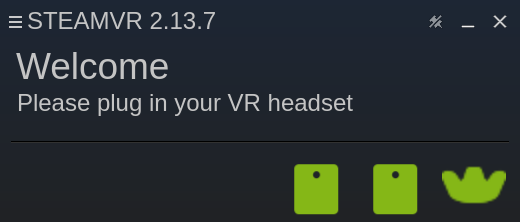 STEAMVR 2.13.7
Welcome
Please plug in your VR headset